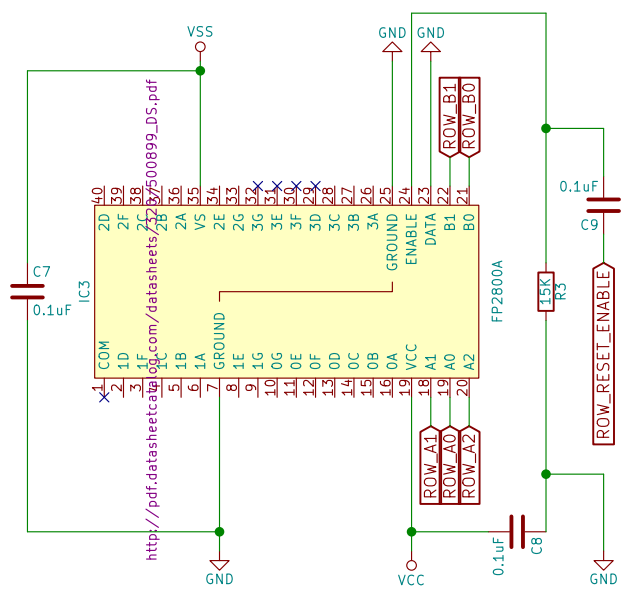 VSS
GND
GND
ROW_B1
ROW_B0
40
39
38
37
36
35
34
33
32
31
30
29
28
27
26
25
24
23
22
21
2D
2F
2C
2B
2A
VS
2E
2G
3G
3E
3F
3D
3C
3B
3A
GROUND
ENABLE
DATA
B1
B0
0.1uF
C9
C7
0.1uF
IC3
FP2800A
15K
R3
ROW_RESET_ENABLE
http://pdf.datasheetcatalog.com/datasheets/320/500899_DS.pdf
COM
1D
1F
1C
1B
1A
GROUND
1E
1G
0G
0E
0F
0D
0C
0B
0A
VCC
A1
A0
A2
1
2
3
4
5
6
7
8
9
10
11
12
13
14
15
16
19
18
19
20
ROW_A1
ROW_A0
ROW_A2
0.1uF
C8
GND
VCC
GND